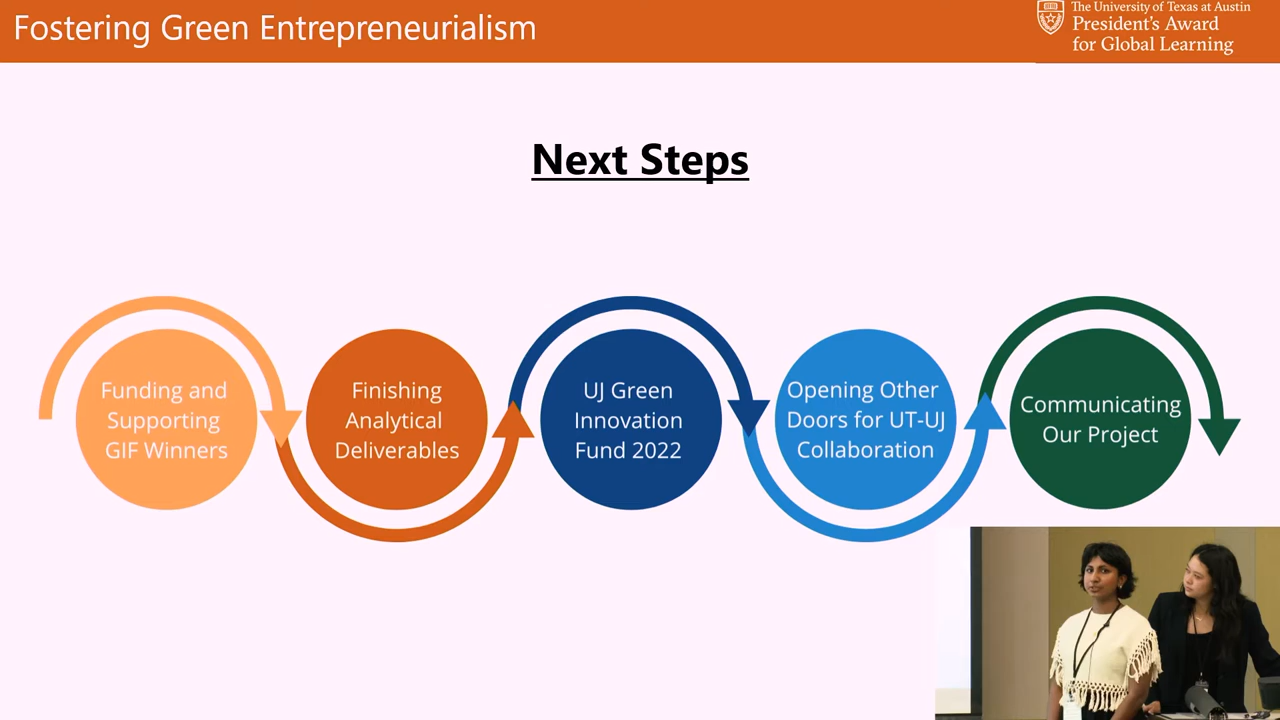 Fostering Green Entrepreneurialism
The University of Texas at Austin
President's Award
for Global Learning
Next Steps
Funding and
Supporting
GIF Winners
Finishing
Analytical
Deliverables
UJ Green
Innovation
Fund 2022
Opening Other
Doors for UT-UJ
Collaboration
Communicating
Our Project